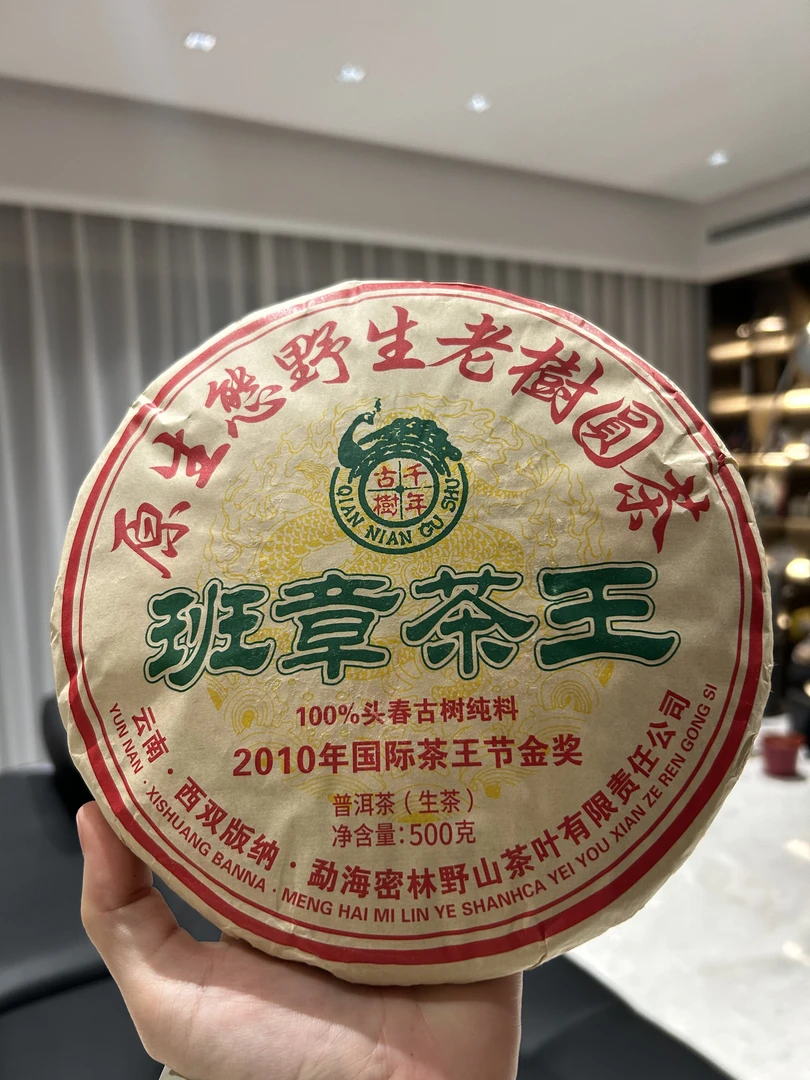 原生態野生老樹圓茶
千年
古樹
QIAN NIAN GU SHU
班章茶王
100%头春古树纯料
2010年国际茶王节金奖
普洱茶（生茶）
净含量：500克
云南·西双版纳·勐海密林野山茶叶有限责任公司
YUN NAN·XISHUANG BANNA·MENG HAI MI LIN YE SHANHCA YEI YOU XIAN ZE REN GONG SI